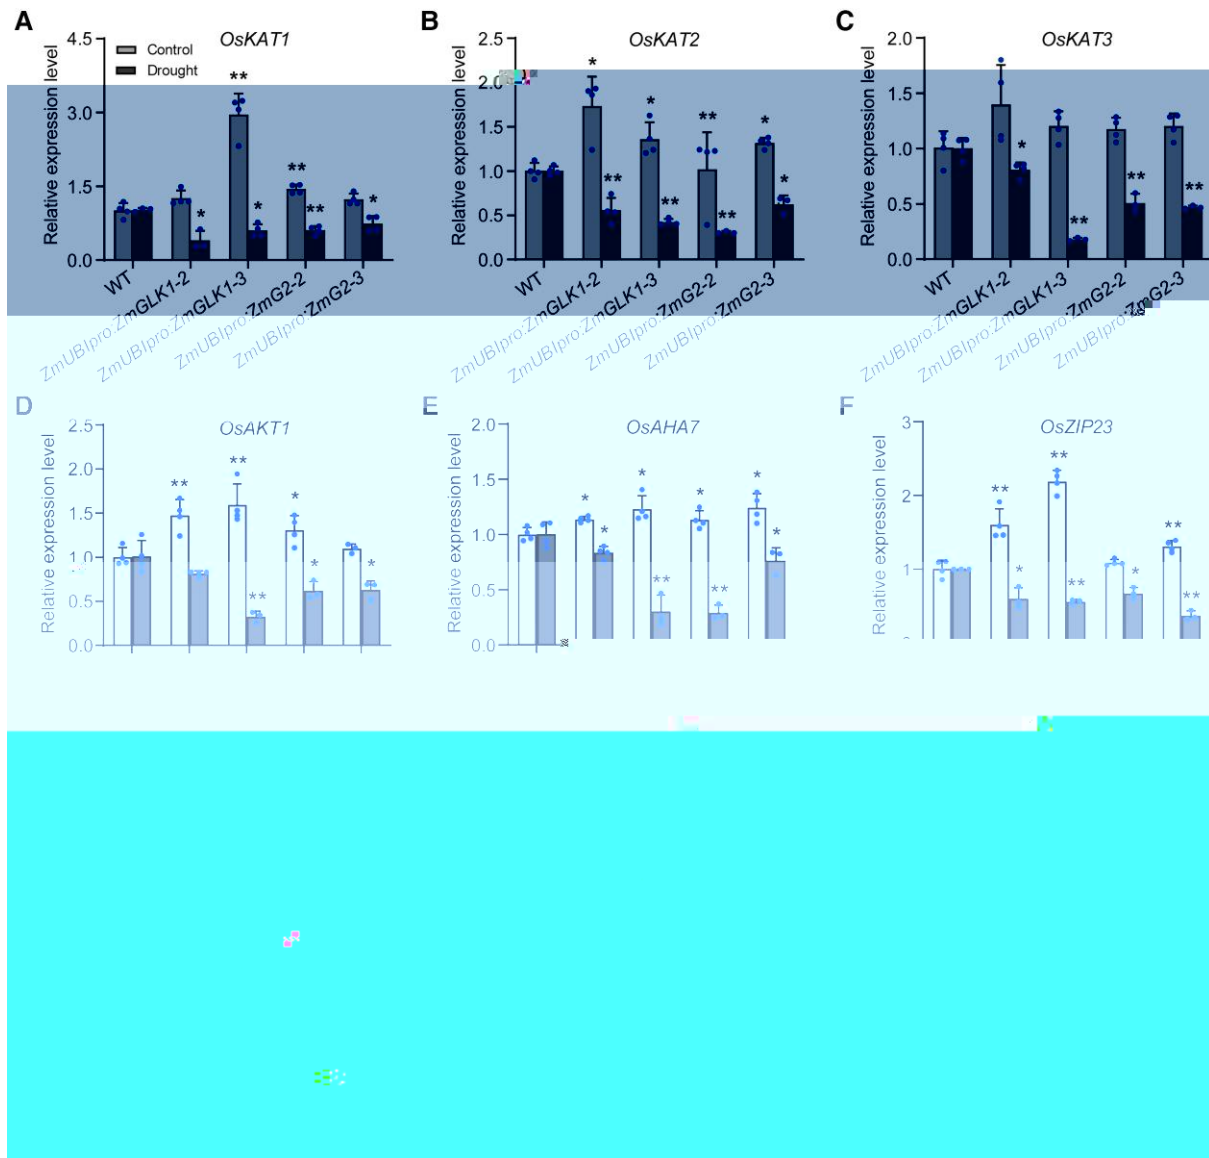 A
OsKAT1
Relative expression level
Control
Drought
4.5
3.0
1.5
0.0
** 
* * ** ** *
WT
ZmUBIpro:ZmGLK1-2
ZmUBIpro:ZmGLK1-3
ZmUBIpro:ZmG2-2
ZmUBIpro:ZmG2-3
B
OsKAT2
Relative expression level
2.5
2.0
1.5
1.0
0.5
0.0
* ** * ** ** ** * *
WT
ZmUBIpro:ZmGLK1-2
ZmUBIpro:ZmGLK1-3
ZmUBIpro:ZmG2-2
ZmUBIpro:ZmG2-3
C
OsKAT3
Relative expression level
2.0
1.6
1.2
0.8
0.4
0.0
* ** ** **
WT
ZmUBIpro:ZmGLK1-2
ZmUBIpro:ZmGLK1-3
ZmUBIpro:ZmG2-2
ZmG2-3
D
OsAKT1
Relative expression level
2.5
2.0
1.5
1.0
0.5
0.0
** ** ** * * *
E
OsAHA7
Relative expression level
2.0
1.5
1.0
0.5
0.0
* * * ** * ** * *
F
OsZIP23
Relative expression level
3
2
1
** * ** ** * ** **